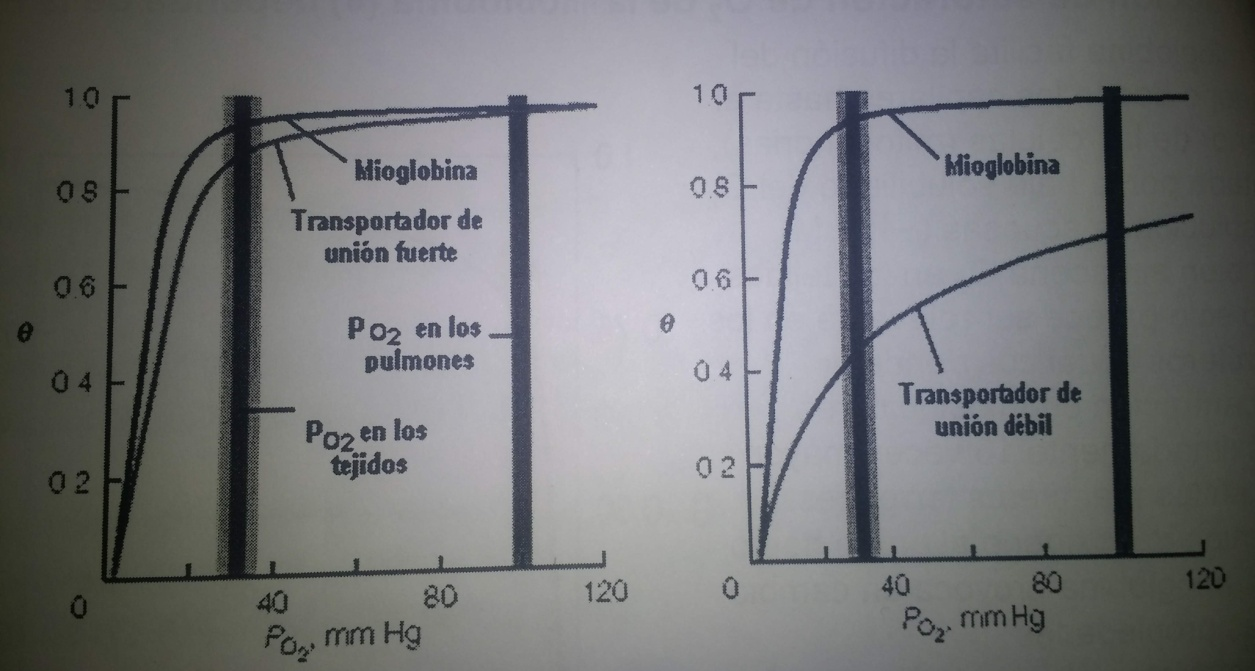 1 0
0 8
0 6
θ
0 4
0 2
0
40
80
120
PO2, mm Hg
Mioglobina
Transportador de
unión fuerte
PO2 en los
pulmones
PO2 en los
tejidos
1 0
0.8
0 6
θ
0 4
0 2
0
40
80
120
PO2, mm Hg
Mioglobina
Transportador de
unión débil